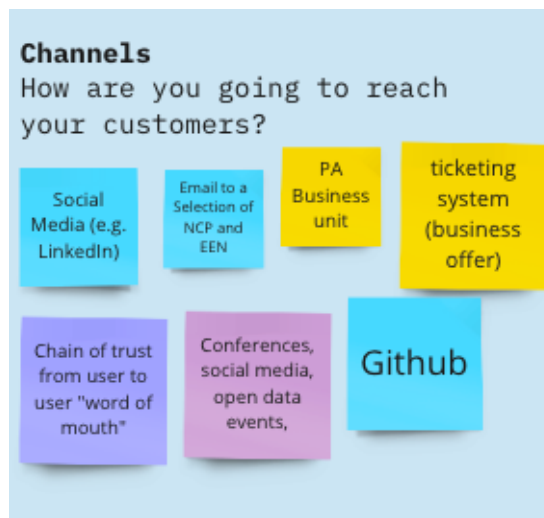 Channels
How are you going to reach
your customers?
Social
Media (e.g.
LinkedIn)
Email to a
Selection of
NCP and
EEN
PA
Business
unit
ticketing
system
(business
offer)
Chain of trust
from user to
user "word of
mouth"
Conferences,
social media,
open data
events,
Github